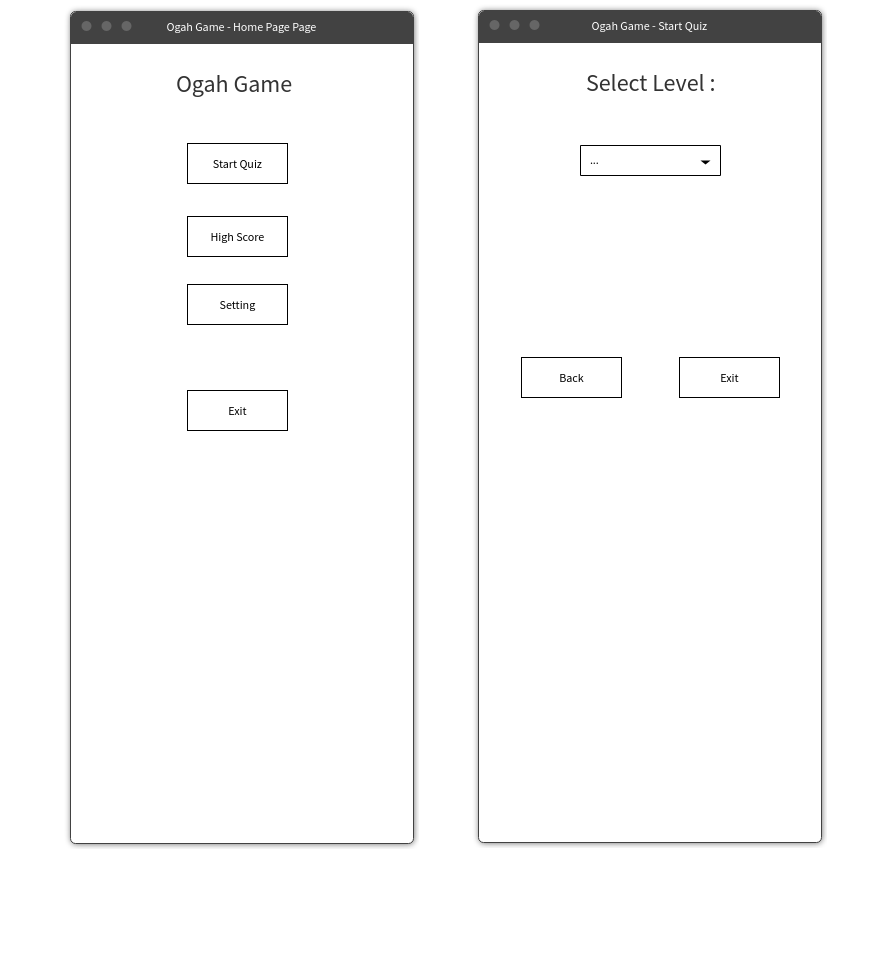 Ogah Game - Home Page Page
Ogah Game
Start Quiz
High Score
Setting
Exit
Ogah Game - Start Quiz
Select Level :
...
Back
Exit